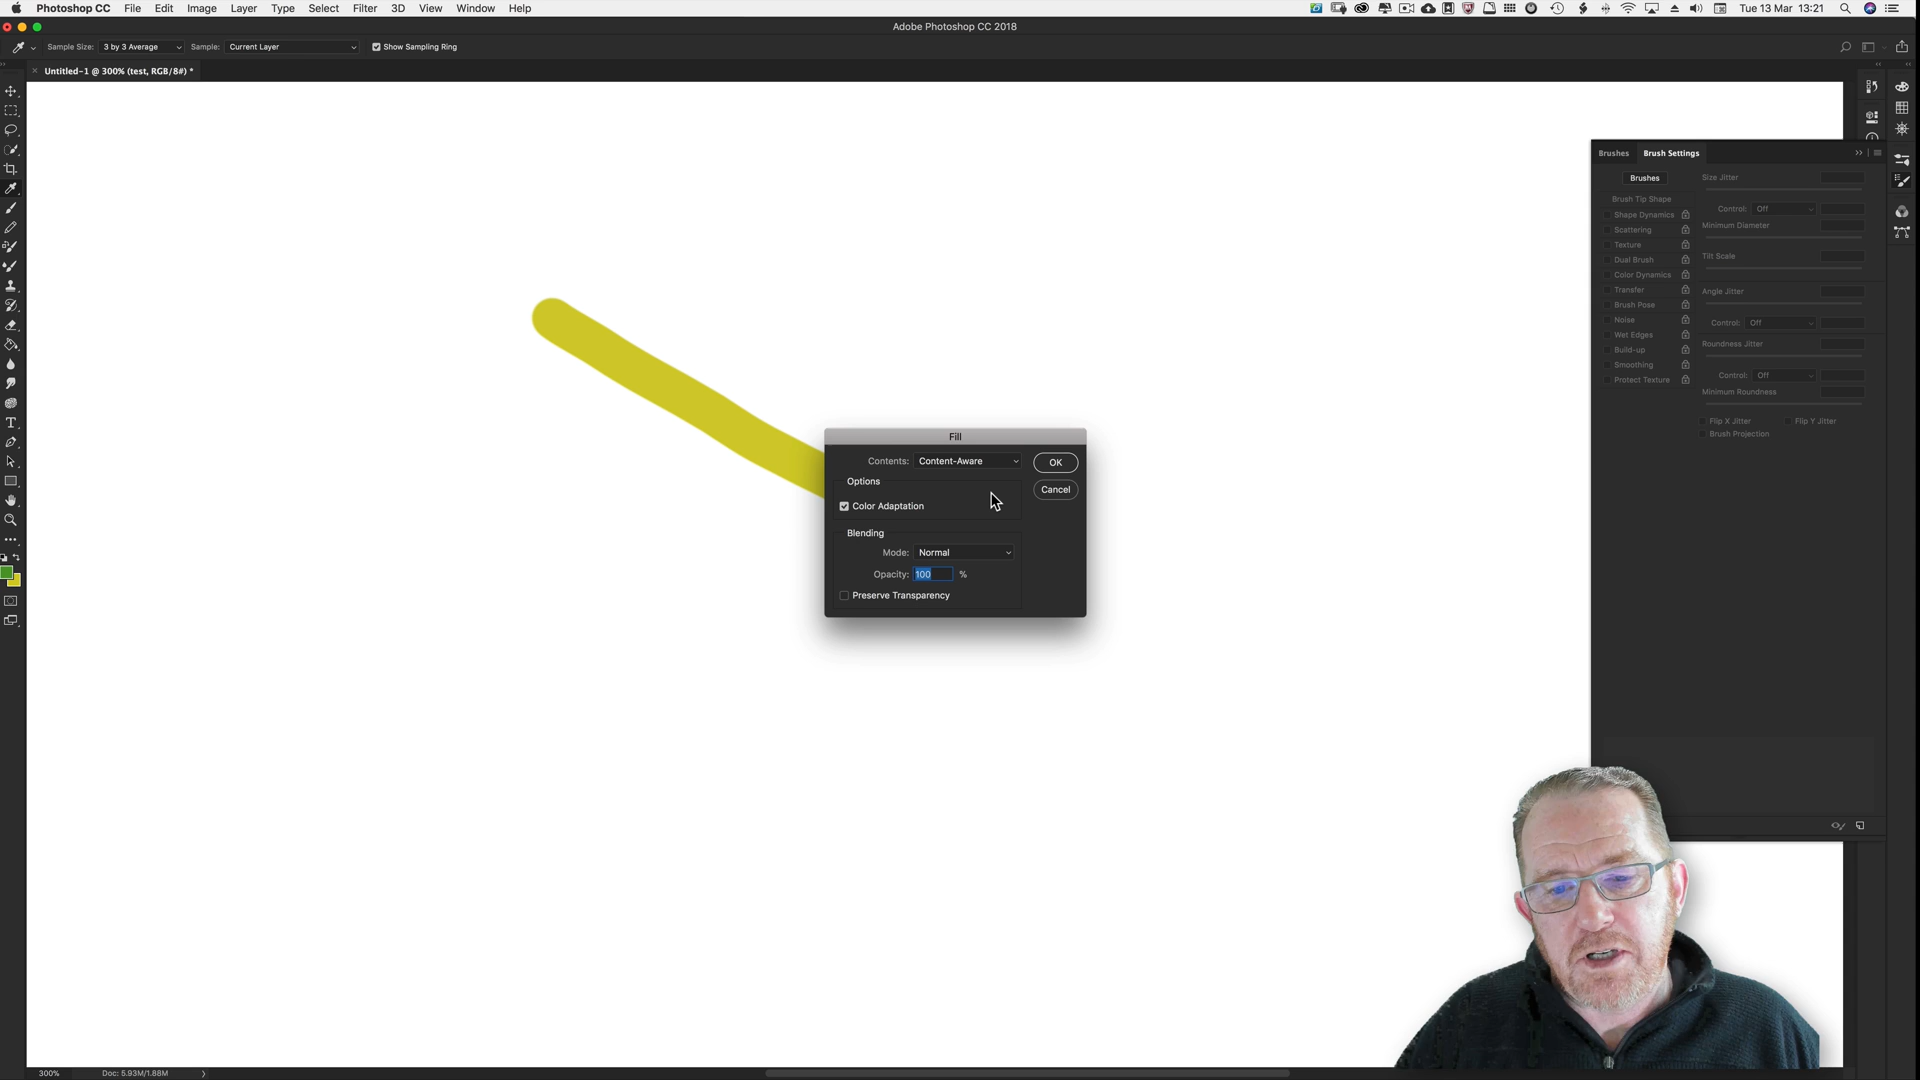 Photoshop CC File Edit Image Layer Type Select Filter 3D View Window Help Tue 13 Mar 13:21
Adobe Photoshop CC 2018
Sample Size: 3 by 3 Average Sample: Current Layer Show Sampling Ring
Untitled-1 @ 300% (test, RGB/8#) *
Brushes Brush Settings
Brushes
Size Jitter
Brush Tip Shape
Control: Off
Shape Dynamics
Minimum Diameter
Scattering
Texture
Tilt Scale
Dual Brush
Color Dynamics
Transfer
Angle Jitter
Brush Pose
Noise
Control: Off
Wet Edges
Roundness Jitter
Build-up
Smoothing
Control: Off
Protect Texture
Minimum Roundness
Flip X Jitter Flip Y Jitter
Brush Projection
Fill
Contents: Content-Aware OK
Options
Cancel
Color Adaptation
Blending
Mode: Normal
Opacity: 100 %
Preserve Transparency
300% Doc: 5.93M/1.88M